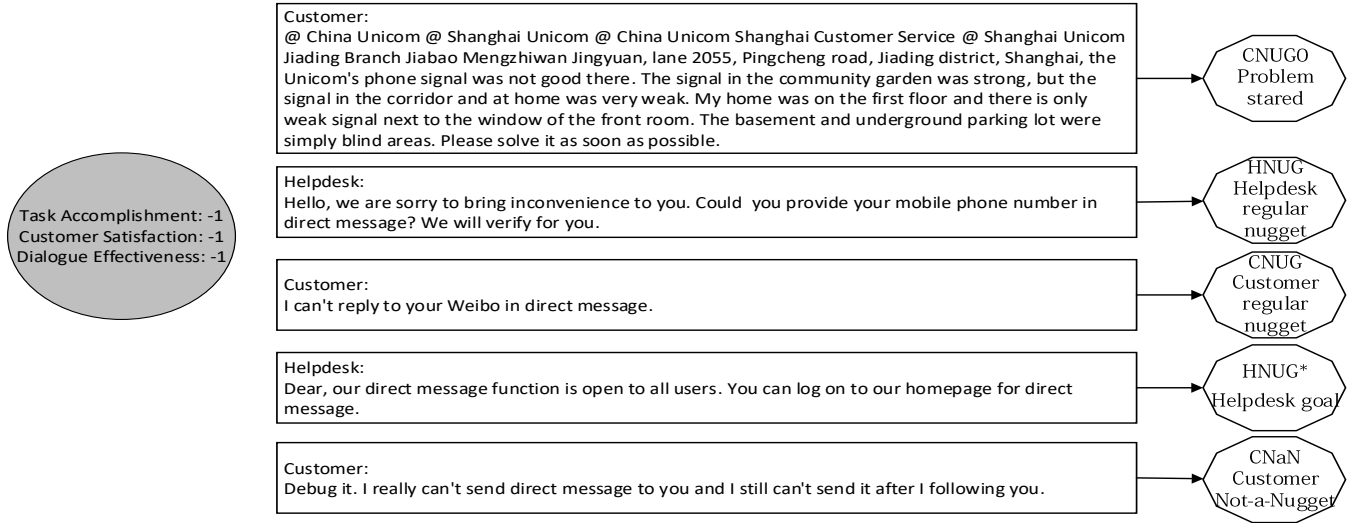 Customer:
@ China Unicom @ Shanghai Unicom @ China Unicom Shanghai Customer Service @ Shanghai Unicom
Jiading Branch Jiabao Mengzhiwan Jingyuan, lane 2055, Pingcheng road, Jiading district, Shanghai, the
Unicom's phone signal was not good there. The signal in the community garden was strong, but the
signal in the corridor and at home was very weak. My home was on the first floor and there is only
weak signal next to the window of the front room. The basement and underground parking lot were
simply blind areas. Please solve it as soon as possible.
CNUG0
Problem
stared
Task Accomplishment: -1
Customer Satisfaction: -1
Dialogue Effectiveness: -1
Helpdesk:
Hello, we are sorry to bring inconvenience to you. Could  you provide your mobile phone number in
direct message? We will verify for you.
HNUG
Helpdesk
regular
nugget
Customer:
I can't reply to your Weibo in direct message.
CNUG
Customer
regular
nugget
Helpdesk:
Dear, our direct message function is open to all users. You can log on to our homepage for direct
message.
HNUG*
Helpdesk goal
Customer:
Debug it. I really can't send direct message to you and I still can't send it after I following you.
CNaN
Customer
Not-a-Nugget